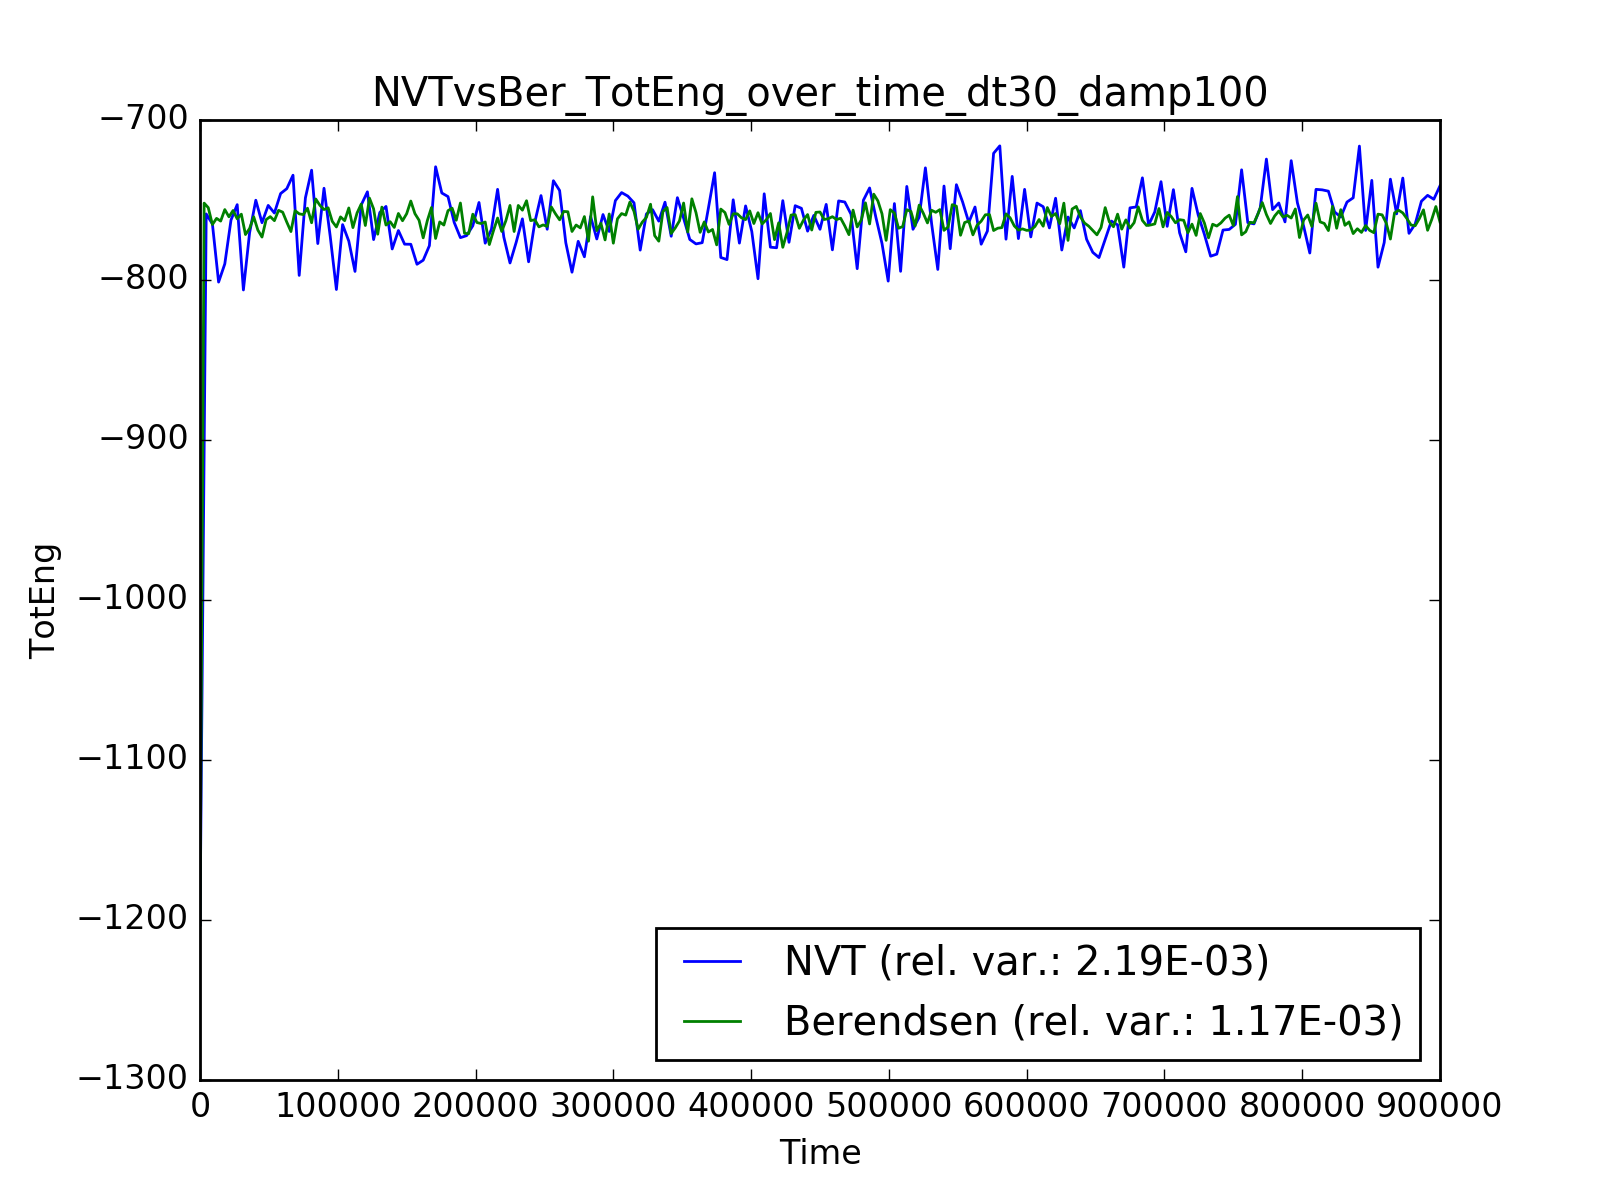 NVTvsBer_TotEng_over_time_dt30_damp100
−700
−800
−900
−1000
−1100
−1200
−1300
TotEng
NVT (rel. var.: 2.19E-03)
Berendsen (rel. var.: 1.17E-03)
0 100000 200000 300000 400000 500000 600000 700000 800000 900000
Time